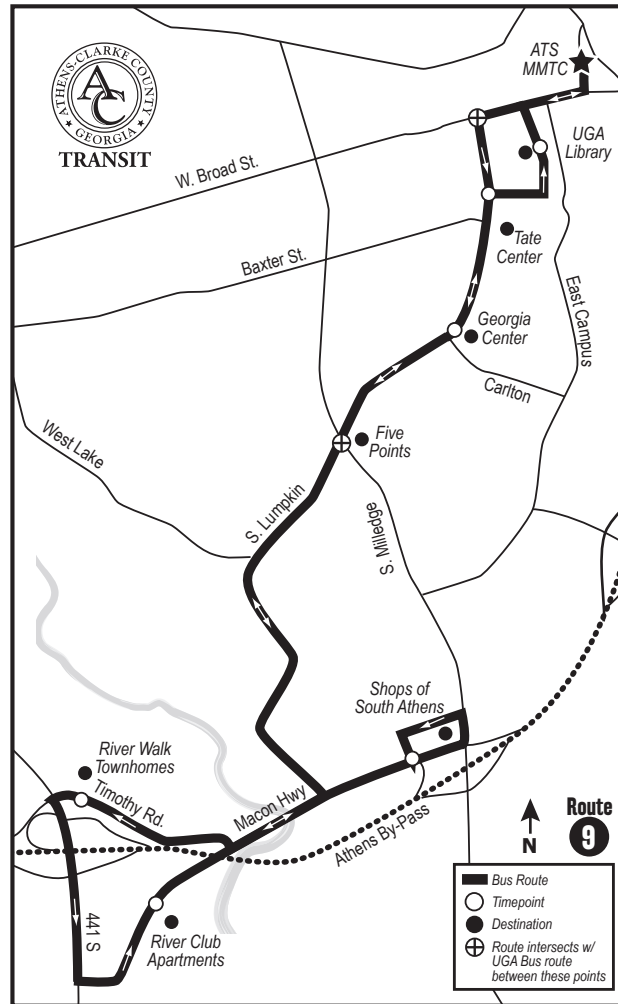 ATHENS-CLARKE COUNTY
AC
GEORGIA
TRANSIT
ATS
MMTC
UGA
Library
W. Broad St.
Tate
Center
Baxter St.
East Campus
Georgia
Center
Carlton
Five
Points
West Lake
S. Lumpkin
S. Milledge
Shops of
South Athens
River Walk
Townhomes
Timothy Rd.
Macon Hwy
Athens By-Pass
441 S
River Club
Apartments
N
Route
9
Bus Route
Timepoint
Destination
Route intersects w/
UGA Bus route
between these points